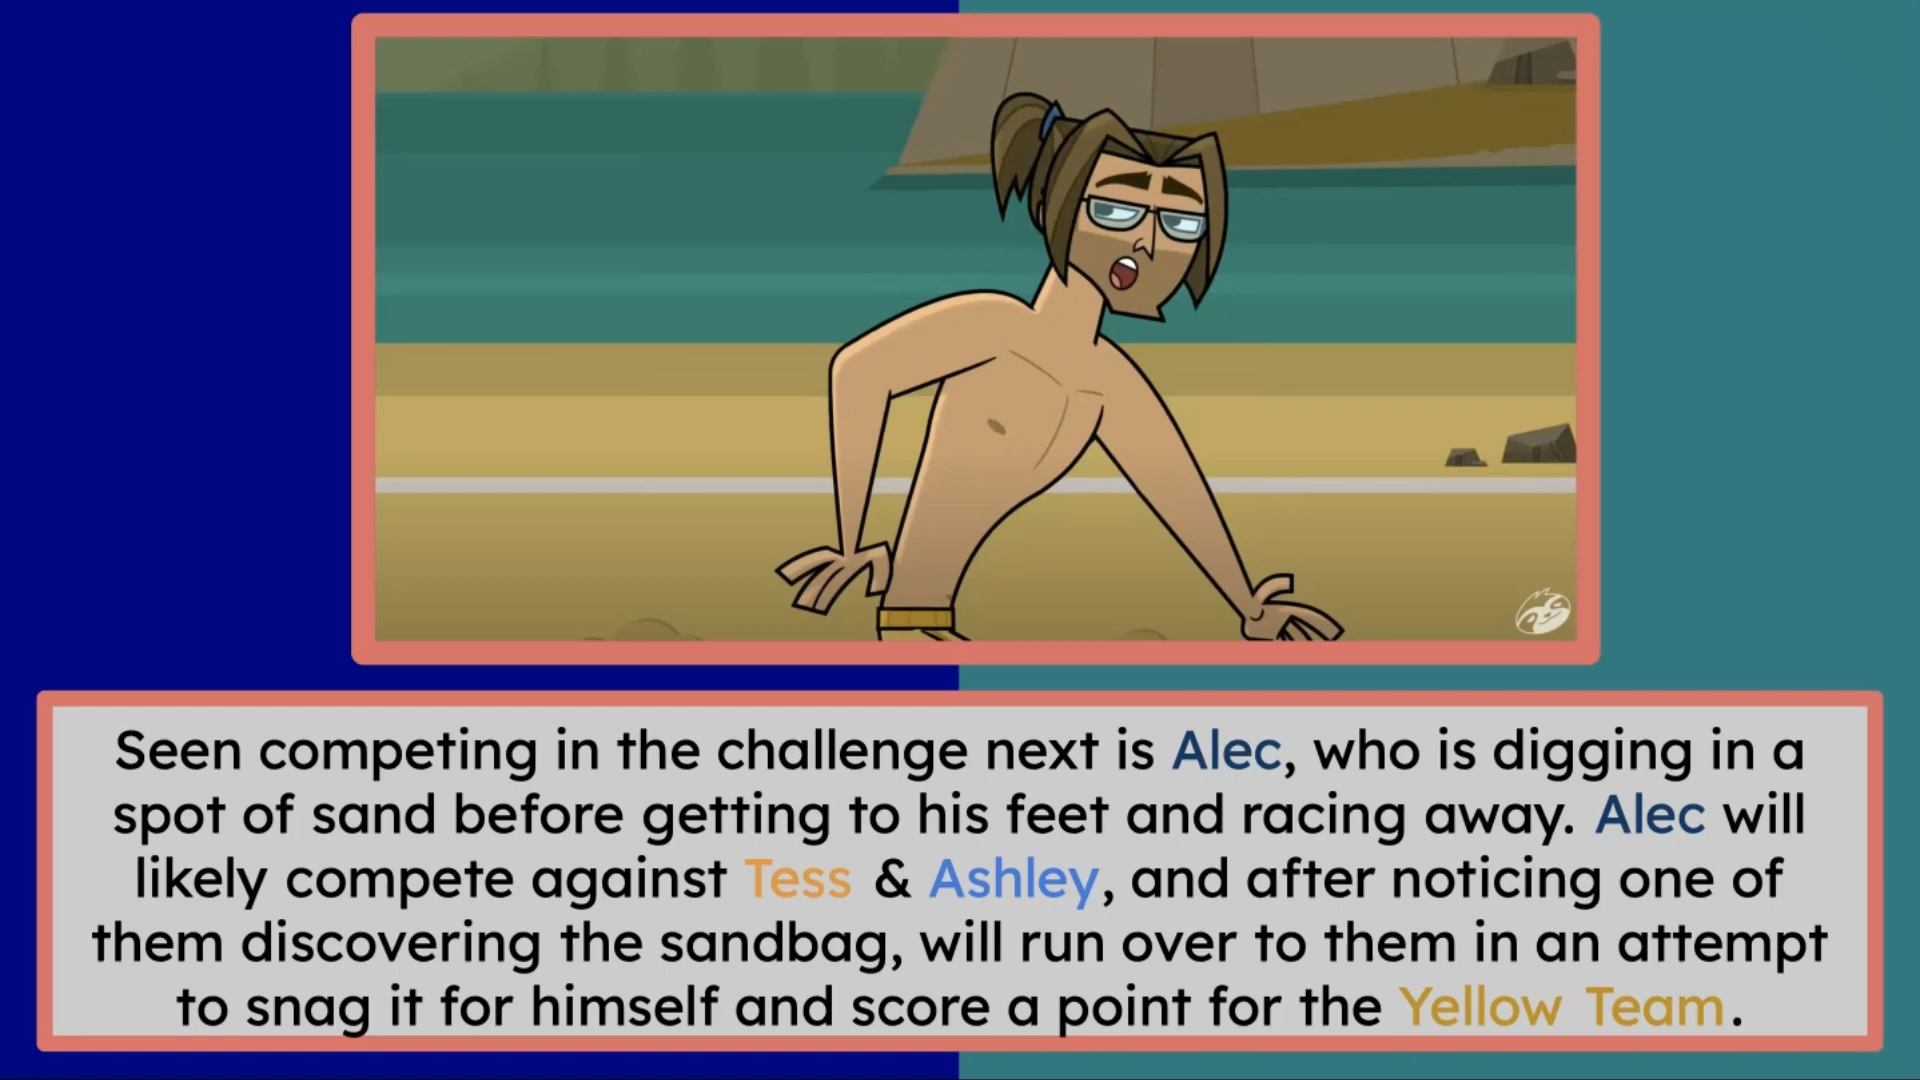 Seen competing in the challenge next is Alec, who is digging in a
spot of sand before getting to his feet and racing away. Alec will
likely compete against Tess & Ashley, and after noticing one of
them discovering the sandbag, will run over to them in an attempt
to snag it for himself and score a point for the Yellow Team.